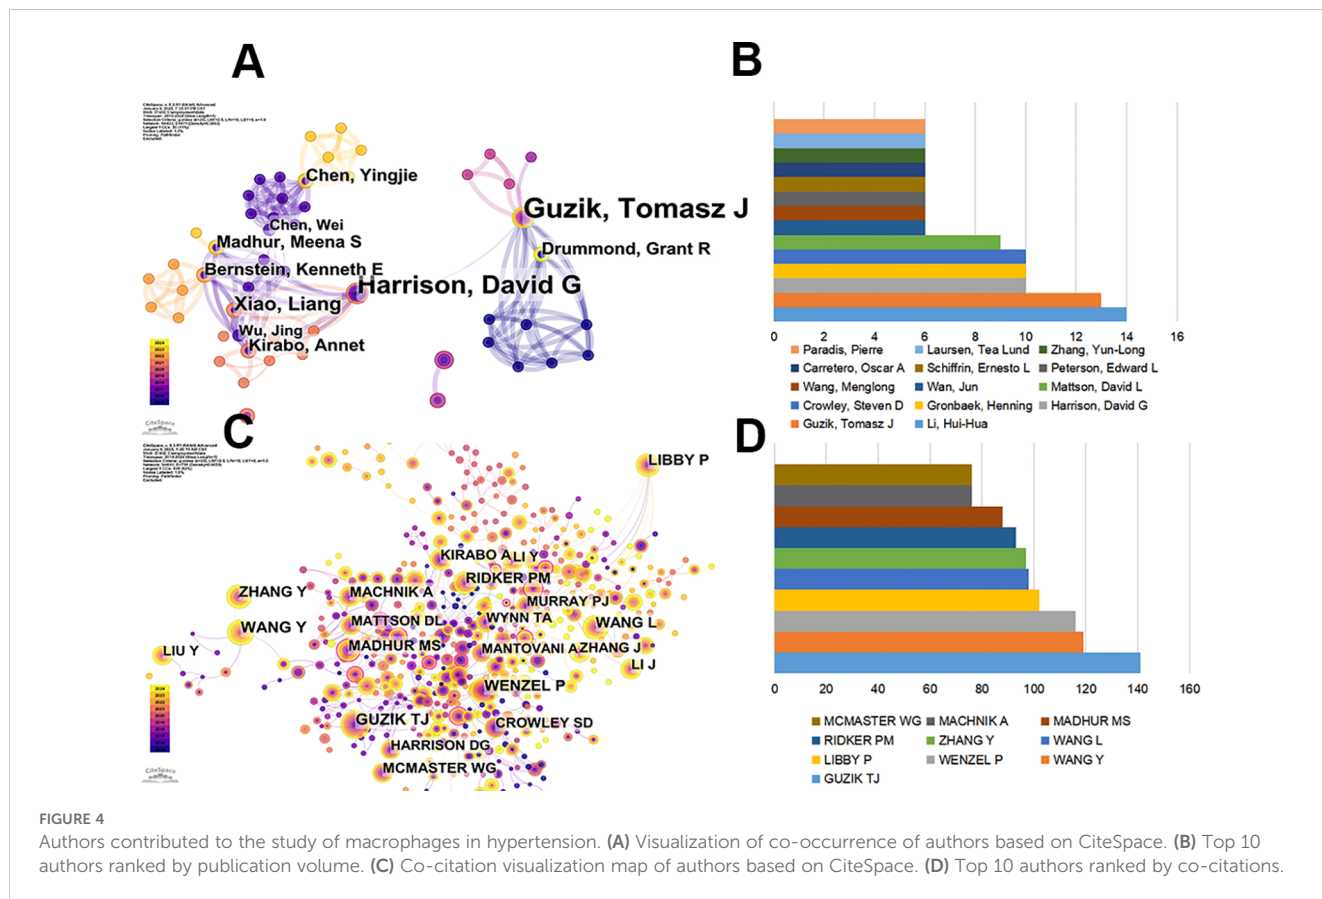 A
B
Chen, Yingjie
Chen, Wei
Madhur, Meena S
Bernstein, Kenneth E
Xiao, Liang
Wu, Jing
Kirabo, Annet
Harrison, David G
Guzik, Tomasz J
Drummond, Grant R
CiteSpace
0 2 4 6 8 10 12 14 16
Paradis, Pierre Laursen, Tea Lund Zhang, Yun-Long
Carretero, Oscar A Schiffrin, Ernesto L Peterson, Edward L
Wang, Menglong Wan, Jun Mattson, David L
Crowley, Steven D Gronbaek, Henning Harrison, David G
Guzik, Tomasz J Li, Hui-Hua
C
D
LIBBY P
KIRABO A LI Y
RIDKER PM
ZHANG Y
MACHNIK A
MURRAY PJ
WANG Y
MATTSON DL
WYNN TA
WANG L
LIU Y
MADHUR MS
MANTOVANI A
ZHANG J
LI J
WENZEL P
GUZIK TJ
CROWLEY SD
HARRISON DG
MCMASTER WG
CiteSpace
0 20 40 60 80 100 120 140 160
MCMASTER WG MACHNIK A MADHUR MS
RIDKER PM ZHANG Y WANG L
LIBBY P WENZEL P WANG Y
GUZIK TJ
FIGURE 4
Authors contributed to the study of macrophages in hypertension. (A) Visualization of co-occurrence of authors based on CiteSpace. (B) Top 10
authors ranked by publication volume. (C) Co-citation visualization map of authors based on CiteSpace. (D) Top 10 authors ranked by co-citations.